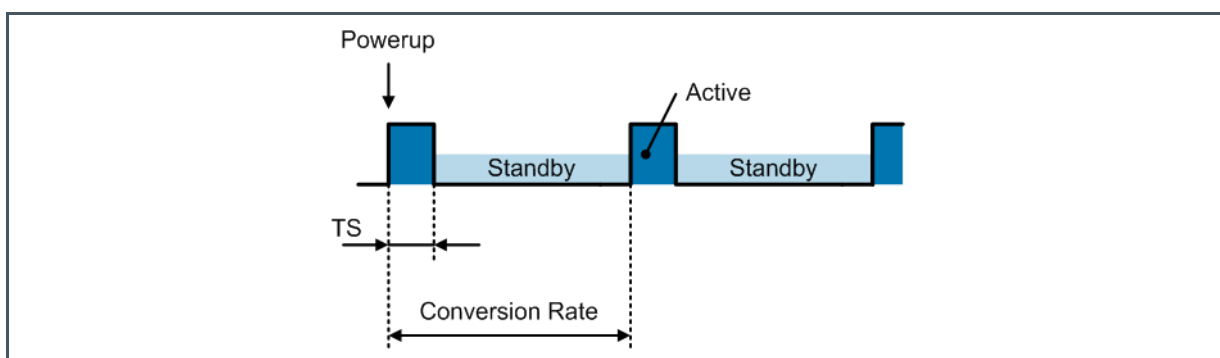 Powerup
Active
Standby
Standby
TS
Conversion Rate